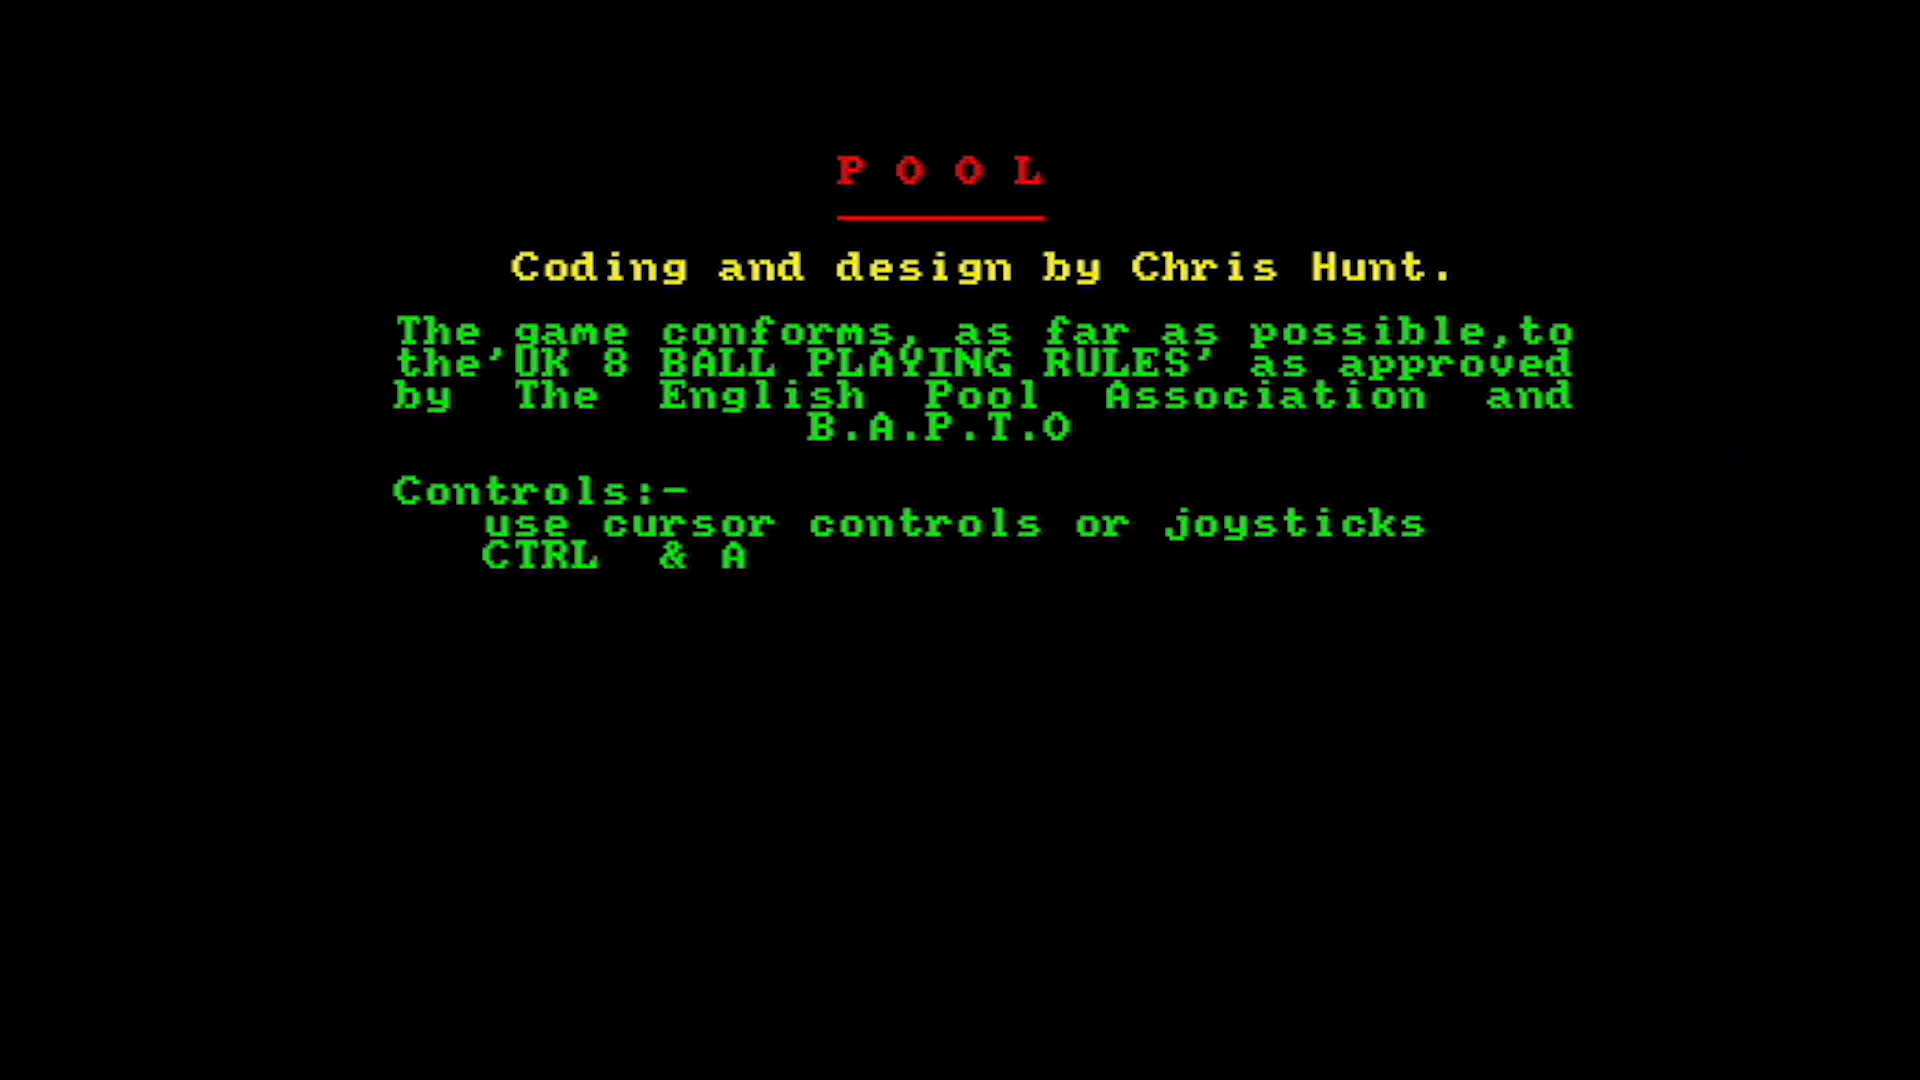 P O O L
Coding and design by Chris Hunt.
The game conforms, as far as possible,to
the'UK 8 BALL PLAYING RULES' as approved
by The English Pool Association and
B.A.P.T.O
Controls:-
use cursor controls or joysticks
CTRL & A